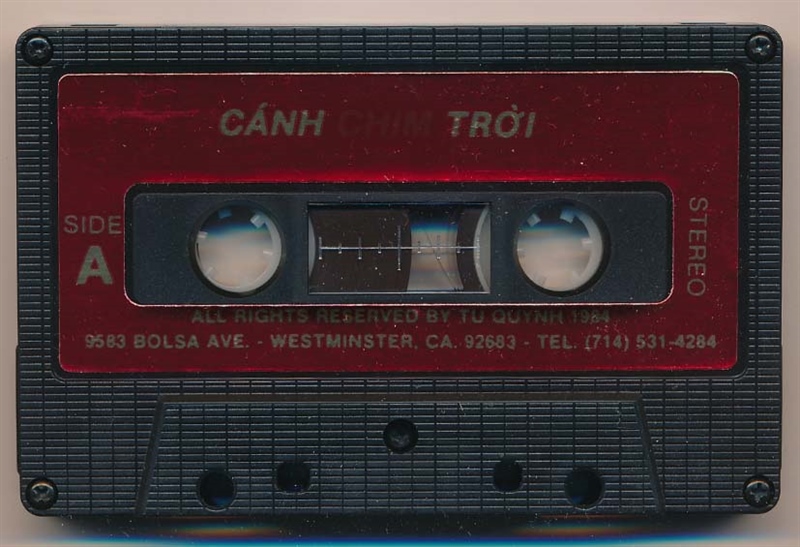 CÁNH CHIM TRỜI
SIDE
A
STEREO
ALL RIGHTS RESERVED BY TU QUYNH 1984
9583 BOLSA AVE. - WESTMINSTER, CA. 92683 - TEL. (714) 531-4284